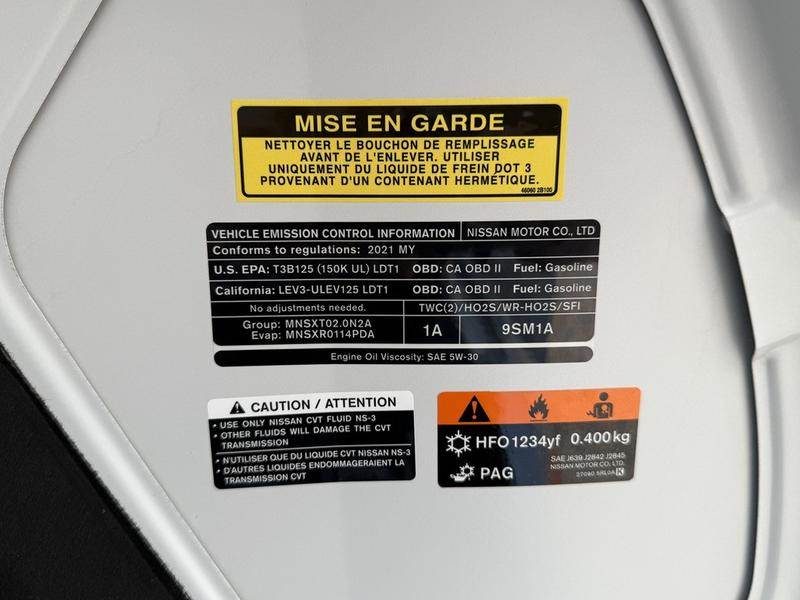 MISE EN GARDE
NETTOYER LE BOUCHON DE REMPLISSAGE
AVANT DE L'ENLEVER. UTILISER
UNIQUEMENT DU LIQUIDE DE FREIN DOT 3
PROVENANT D'UN CONTENANT HERMÉTIQUE.
46060 2B100
VEHICLE EMISSION CONTROL INFORMATION NISSAN MOTOR CO., LTD
Conforms to regulations: 2021 MY
U.S. EPA: T3B125 (150K UL) LDT1 OBD: CA OBD II Fuel: Gasoline
California: LEV3-ULEV125 LDT1 OBD: CA OBD II Fuel: Gasoline
No adjustments needed. TWC(2)/HO2S/WR-HO2S/SFI
Group: MNSXT02.0N2A
Evap: MNSXR0114PDA
1A 9SM1A
Engine Oil Viscosity: SAE 5W-30
CAUTION / ATTENTION
• USE ONLY NISSAN CVT FLUID NS-3
• OTHER FLUIDS WILL DAMAGE THE CVT
TRANSMISSION
• N'UTILISER QUE DU LIQUIDE CVT NISSAN NS-3
• D'AUTRES LIQUIDES ENDOMMAGERAIENT LA
TRANSMISSION CVT
HFO1234yf 0.400kg
PAG
SAE J639 J2842 J2845
NISSAN MOTOR CO. LTD.
27090 5RL0A K